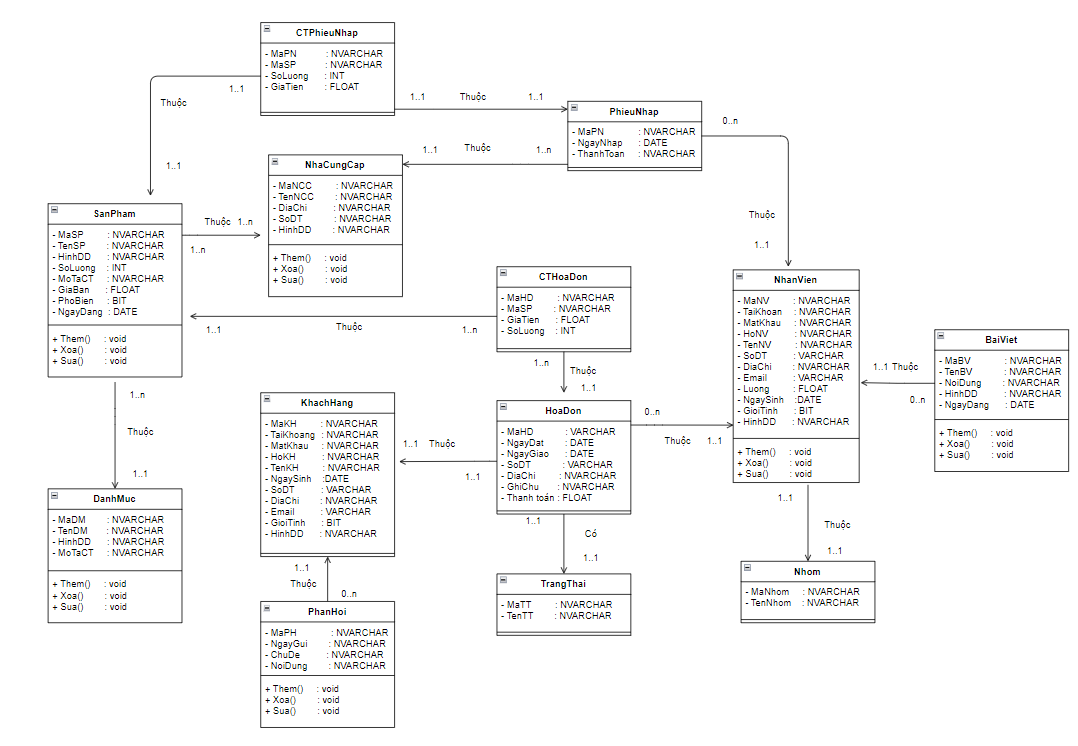 CTPhieuNhap
- MaPN : NVARCHAR
- MaSP : NVARCHAR
- SoLuong : INT
- GiaTien : FLOAT
1..1
Thuộc
1..1
1..1 Thuộc 1..1
PhieuNhap
- MaPN : NVARCHAR
- NgayNhap : DATE
- ThanhToan : NVARCHAR
0..n
Thuộc
1..1
1..1 Thuộc 1..n
NhaCungCap
- MaNCC : NVARCHAR
- TenNCC : NVARCHAR
- DiaChi : NVARCHAR
- SoDT : NVARCHAR
- HinhDD : NVARCHAR
+ Them() : void
+ Xoa() : void
+ Sua() : void
SanPham
- MaSP : NVARCHAR
- TenSP : NVARCHAR
- HinhDD : NVARCHAR
- SoLuong : INT
- MoTaCT : NVARCHAR
- GiaBan : FLOAT
- PhoBien : BIT
- NgayDang : DATE
+ Them() : void
+ Xoa() : void
+ Sua() : void
Thuộc 1..n
1..n
CTHoaDon
- MaHD : NVARCHAR
- MaSP : NVARCHAR
- GiaTien : FLOAT
- SoLuong : INT
1..1 Thuộc 1..n
1..n
Thuộc
1..1
NhanVien
- MaNV : NVARCHAR
- TaiKhoan : NVARCHAR
- MatKhau : NVARCHAR
- HoNV : NVARCHAR
- TenNV : NVARCHAR
- SoDT : VARCHAR
- DiaChi : NVARCHAR
- Email : VARCHAR
- Luong : FLOAT
- NgaySinh :DATE
- GioiTinh : BIT
- HinhDD : NVARCHAR
+ Them() : void
+ Xoa() : void
+ Sua() : void
BaiViet
- MaBV : NVARCHAR
- TenBV : NVARCHAR
- NoiDung : NVARCHAR
- HinhDD : NVARCHAR
- NgayDang : DATE
+ Them() : void
+ Xoa() : void
+ Sua() : void
1..1 Thuộc
0..n
1..n
Thuộc
1..1
KhachHang
- MaKH : NVARCHAR
- TaiKhoang : NVARCHAR
- MatKhau : NVARCHAR
- HoKH : NVARCHAR
- TenKH : NVARCHAR
- NgaySinh :DATE
- SoDT : VARCHAR
- DiaChi : NVARCHAR
- Email : VARCHAR
- GioiTinh : BIT
- HinhDD : NVARCHAR
1..1 Thuộc
1..1
HoaDon
- MaHD : VARCHAR
- NgayDat : DATE
- NgayGiao : DATE
- SoDT : VARCHAR
- DiaChi : NVARCHAR
- GhiChu : NVARCHAR
- Thanh toán : FLOAT
0..n
Thuộc 1..1
1..1
Có
1..1
DanhMuc
- MaDM : NVARCHAR
- TenDM : NVARCHAR
- HinhDD : NVARCHAR
- MoTaCT : NVARCHAR
+ Them() : void
+ Xoa() : void
+ Sua() : void
1..1
Thuộc
0..n
PhanHoi
- MaPH : NVARCHAR
- NgayGui : NVARCHAR
- ChuDe : NVARCHAR
- NoiDung : NVARCHAR
+ Them() : void
+ Xoa() : void
+ Sua() : void
TrangThai
- MaTT : NVARCHAR
- TenTT : NVARCHAR
1..1
Thuộc
1..1
Nhom
- MaNhom : NVARCHAR
- TenNhom : NVARCHAR